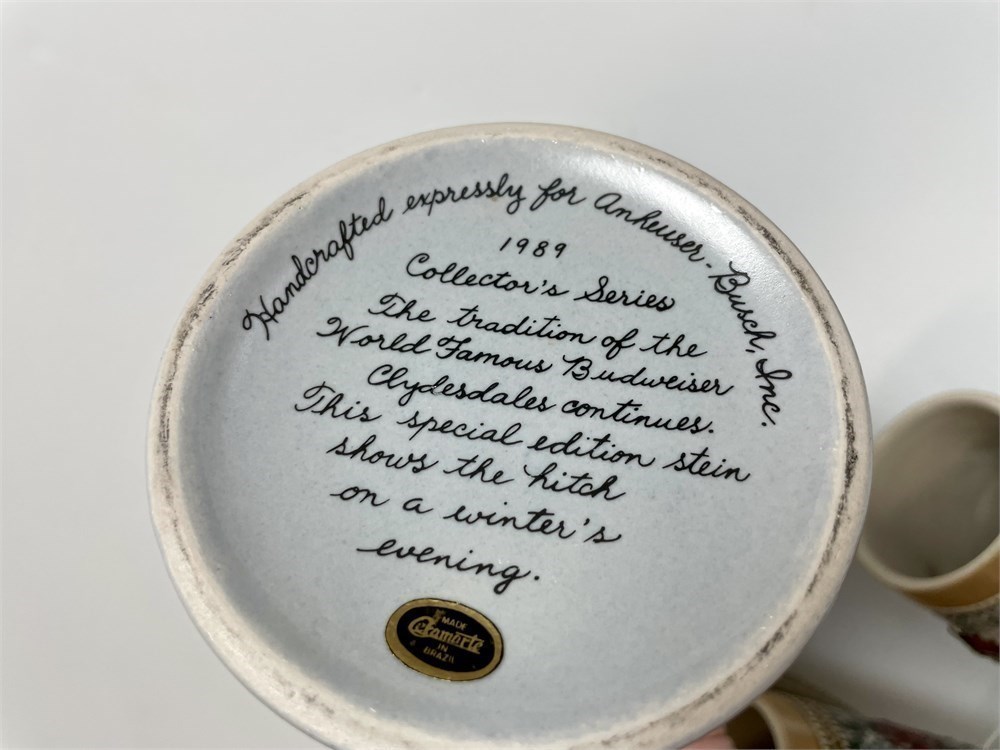 Handcrafted expressly for Anheuser-Busch, Inc.
1989
Collector's Series
The tradition of the
World Famous Budweiser
Clydesdales continues.
This special edition stein
shows the hitch
on a winter's
evening.
MADE
Ceramarte
IN
BRAZIL